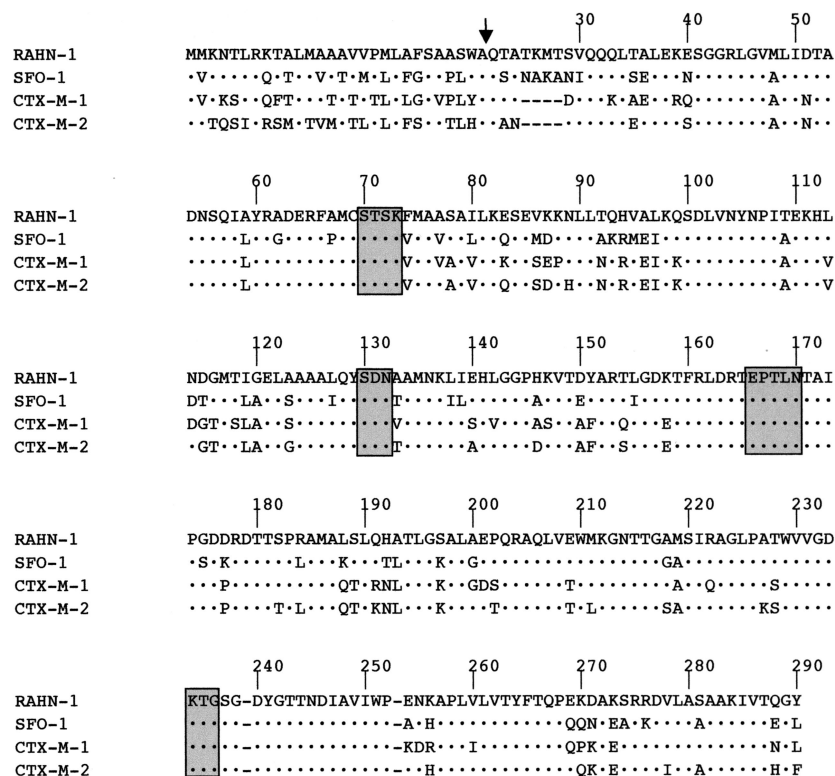 30 40 50
RAHN-1 MMKNTLRKTALMAAAVVPMLAFSAASWAQTATKMTSVQQQLTALEKESGGRLGVMLIDTA
SFO-1 ·V····Q·T··V·T·M·L·FG··PL··S·NAKANI····SE···N·······A·····
CTX-M-1 ·V·KS··QFT···T·T·TL·LG·VPLY····----D···K·AE··RQ·······A··N··
CTX-M-2 ··TQSI·RSM·TVM·TL·L·FS··TLH··AN----······E····S·······A··N··
60 70 80 90 100 110
RAHN-1 DNSQIAYRADERFAMCSTSKFMAASAILKESEVKKNLLTQHVALKQSDLVNYNPITEKHL
SFO-1 ·····L··G····P······V··V··L··Q··MD····AKRMEI··········A····
CTX-M-1 ·····L··············V··VA·V··K··SEP···N·R·EI·K·········A···V
CTX-M-2 ·····L··············V···A·V··Q··SD·H··N·R·EI·K·········A···V
120 130 140 150 160 170
RAHN-1 NDGMTIGELAAAALQYSDNAAMNKLIEHLGGPHKVTDYARTLGDKTFRLDRTEPTLNTAI
SFO-1 DT··LA··S···I·····T·····IL·····A···E····I··················
CTX-M-1 DGT·SLA··S·········V······S·V···AS··AF··Q···E··············
CTX-M-2 ·GT·LA··G·········T······A·····D···AF··S···E··············
180 190 200 210 220 230
RAHN-1 PGDDRDTTSPRAMALSLQHATLGSALAEPQRAQLVEWMKGNTTGAMSIRAGLPATWVVGD
SFO-1 ·S·K······L···K···TL···K··G················GA··············
CTX-M-1 ···P··········QT·RNL···K··GDS······T·········A··Q·····S·····
CTX-M-2 ···P····T·L···QT·KNL···K····T······T·L······SA·······KS·····
240 250 260 270 280 290
RAHN-1 KTGSG-DYGTTNDIAVIWP-ENKAPLVLVTYFTQPEKDAKSRRDVLASAAKIVTQGY
SFO-1 ·····-·············-A·H············QQN·EA·K····A······E·L
CTX-M-1 ·····-·············-KDR···I········QPK·E·············N·L
CTX-M-2 ·····-·············-··H·············QK·E····I··A······H·F